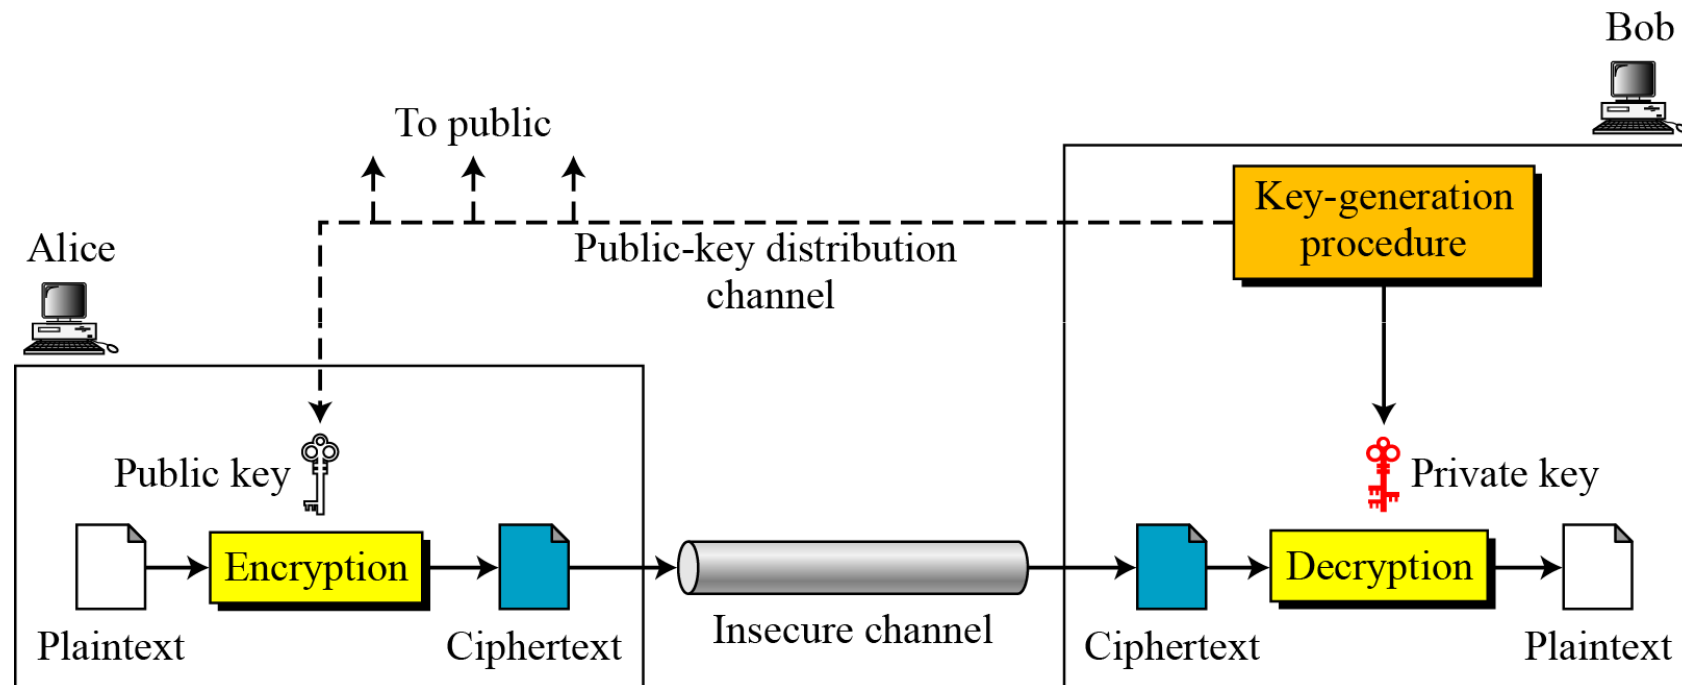 Bob
To public
Key-generation
procedure
Alice
Public-key distribution
channel
Public key
Private key
Encryption
Decryption
Insecure channel
Plaintext
Ciphertext
Ciphertext
Plaintext